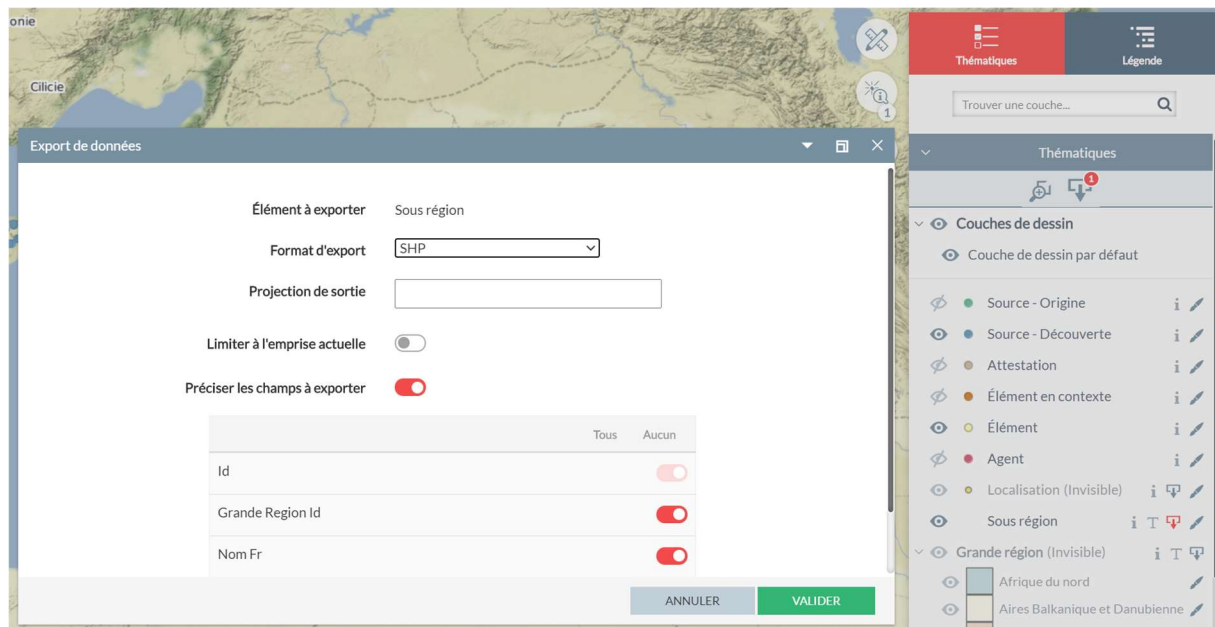 onie
Cilicie
1
Export de données
Élément à exporter Sous région
Format d'export SHP
Projection de sortie
Limiter à l'emprise actuelle
Préciser les champs à exporter
Tous Aucun
Id
Grande Region Id
Nom Fr
ANNULER VALIDER
Thématiques Légende
Trouver une couche...
Thématiques
1
Couches de dessin
Couche de dessin par défaut
Source - Origine i
Source - Découverte i
Attestation i
Élément en contexte i
Élément i
Agent i
Localisation (Invisible) i
Sous région i T
Grande région (Invisible) i T
Afrique du nord
Aires Balkanique et Danubienne